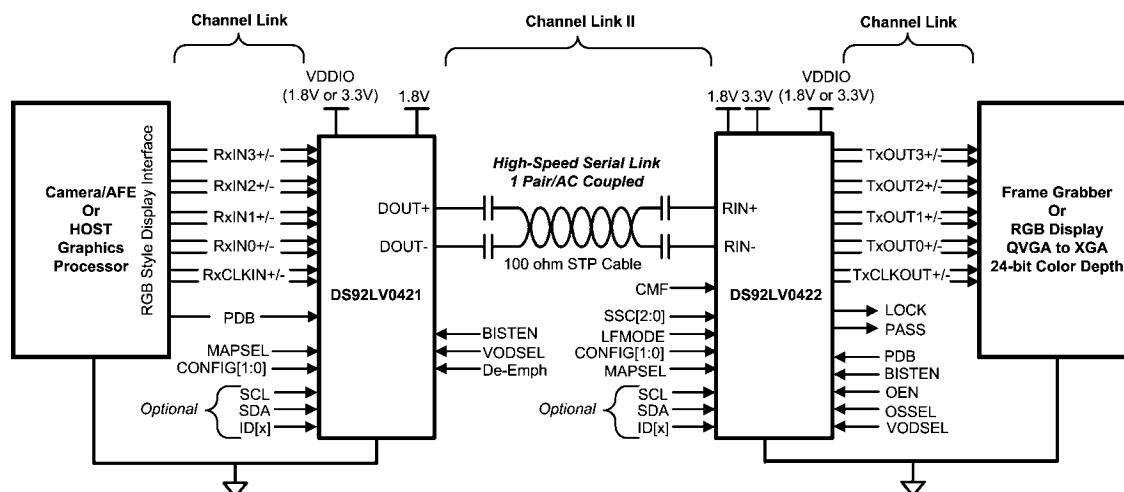 Channel Link
Channel Link II
Channel Link
VDDIO
(1.8V or 3.3V)
1.8V
1.8V 3.3V
VDDIO
(1.8V or 3.3V)
Camera/AFE
Or
HOST
Graphics
Processor
RGB Style Display Interface
RxIN3+/-
RxIN2+/-
RxIN1+/-
RxIN0+/-
RxCLKIN+/-
PDB
MAPSEL
CONFIG[1:0]
Optional
SCL
SDA
ID[x]
DS92LV0421
DOUT+
DOUT-
BISTEN
VODSEL
De-Emph
High-Speed Serial Link
1 Pair/AC Coupled
100 ohm STP Cable
CMF
SSC[2:0]
LFMODE
CONFIG[1:0]
MAPSEL
Optional
SCL
SDA
ID[x]
RIN+
RIN-
DS92LV0422
TxOUT3+/-
TxOUT2+/-
TxOUT1+/-
TxOUT0+/-
TxCLKOUT+/-
LOCK
PASS
PDB
BISTEN
OEN
OSSEL
VODSEL
Frame Grabber
Or
RGB Display
QVGA to XGA
24-bit Color Depth